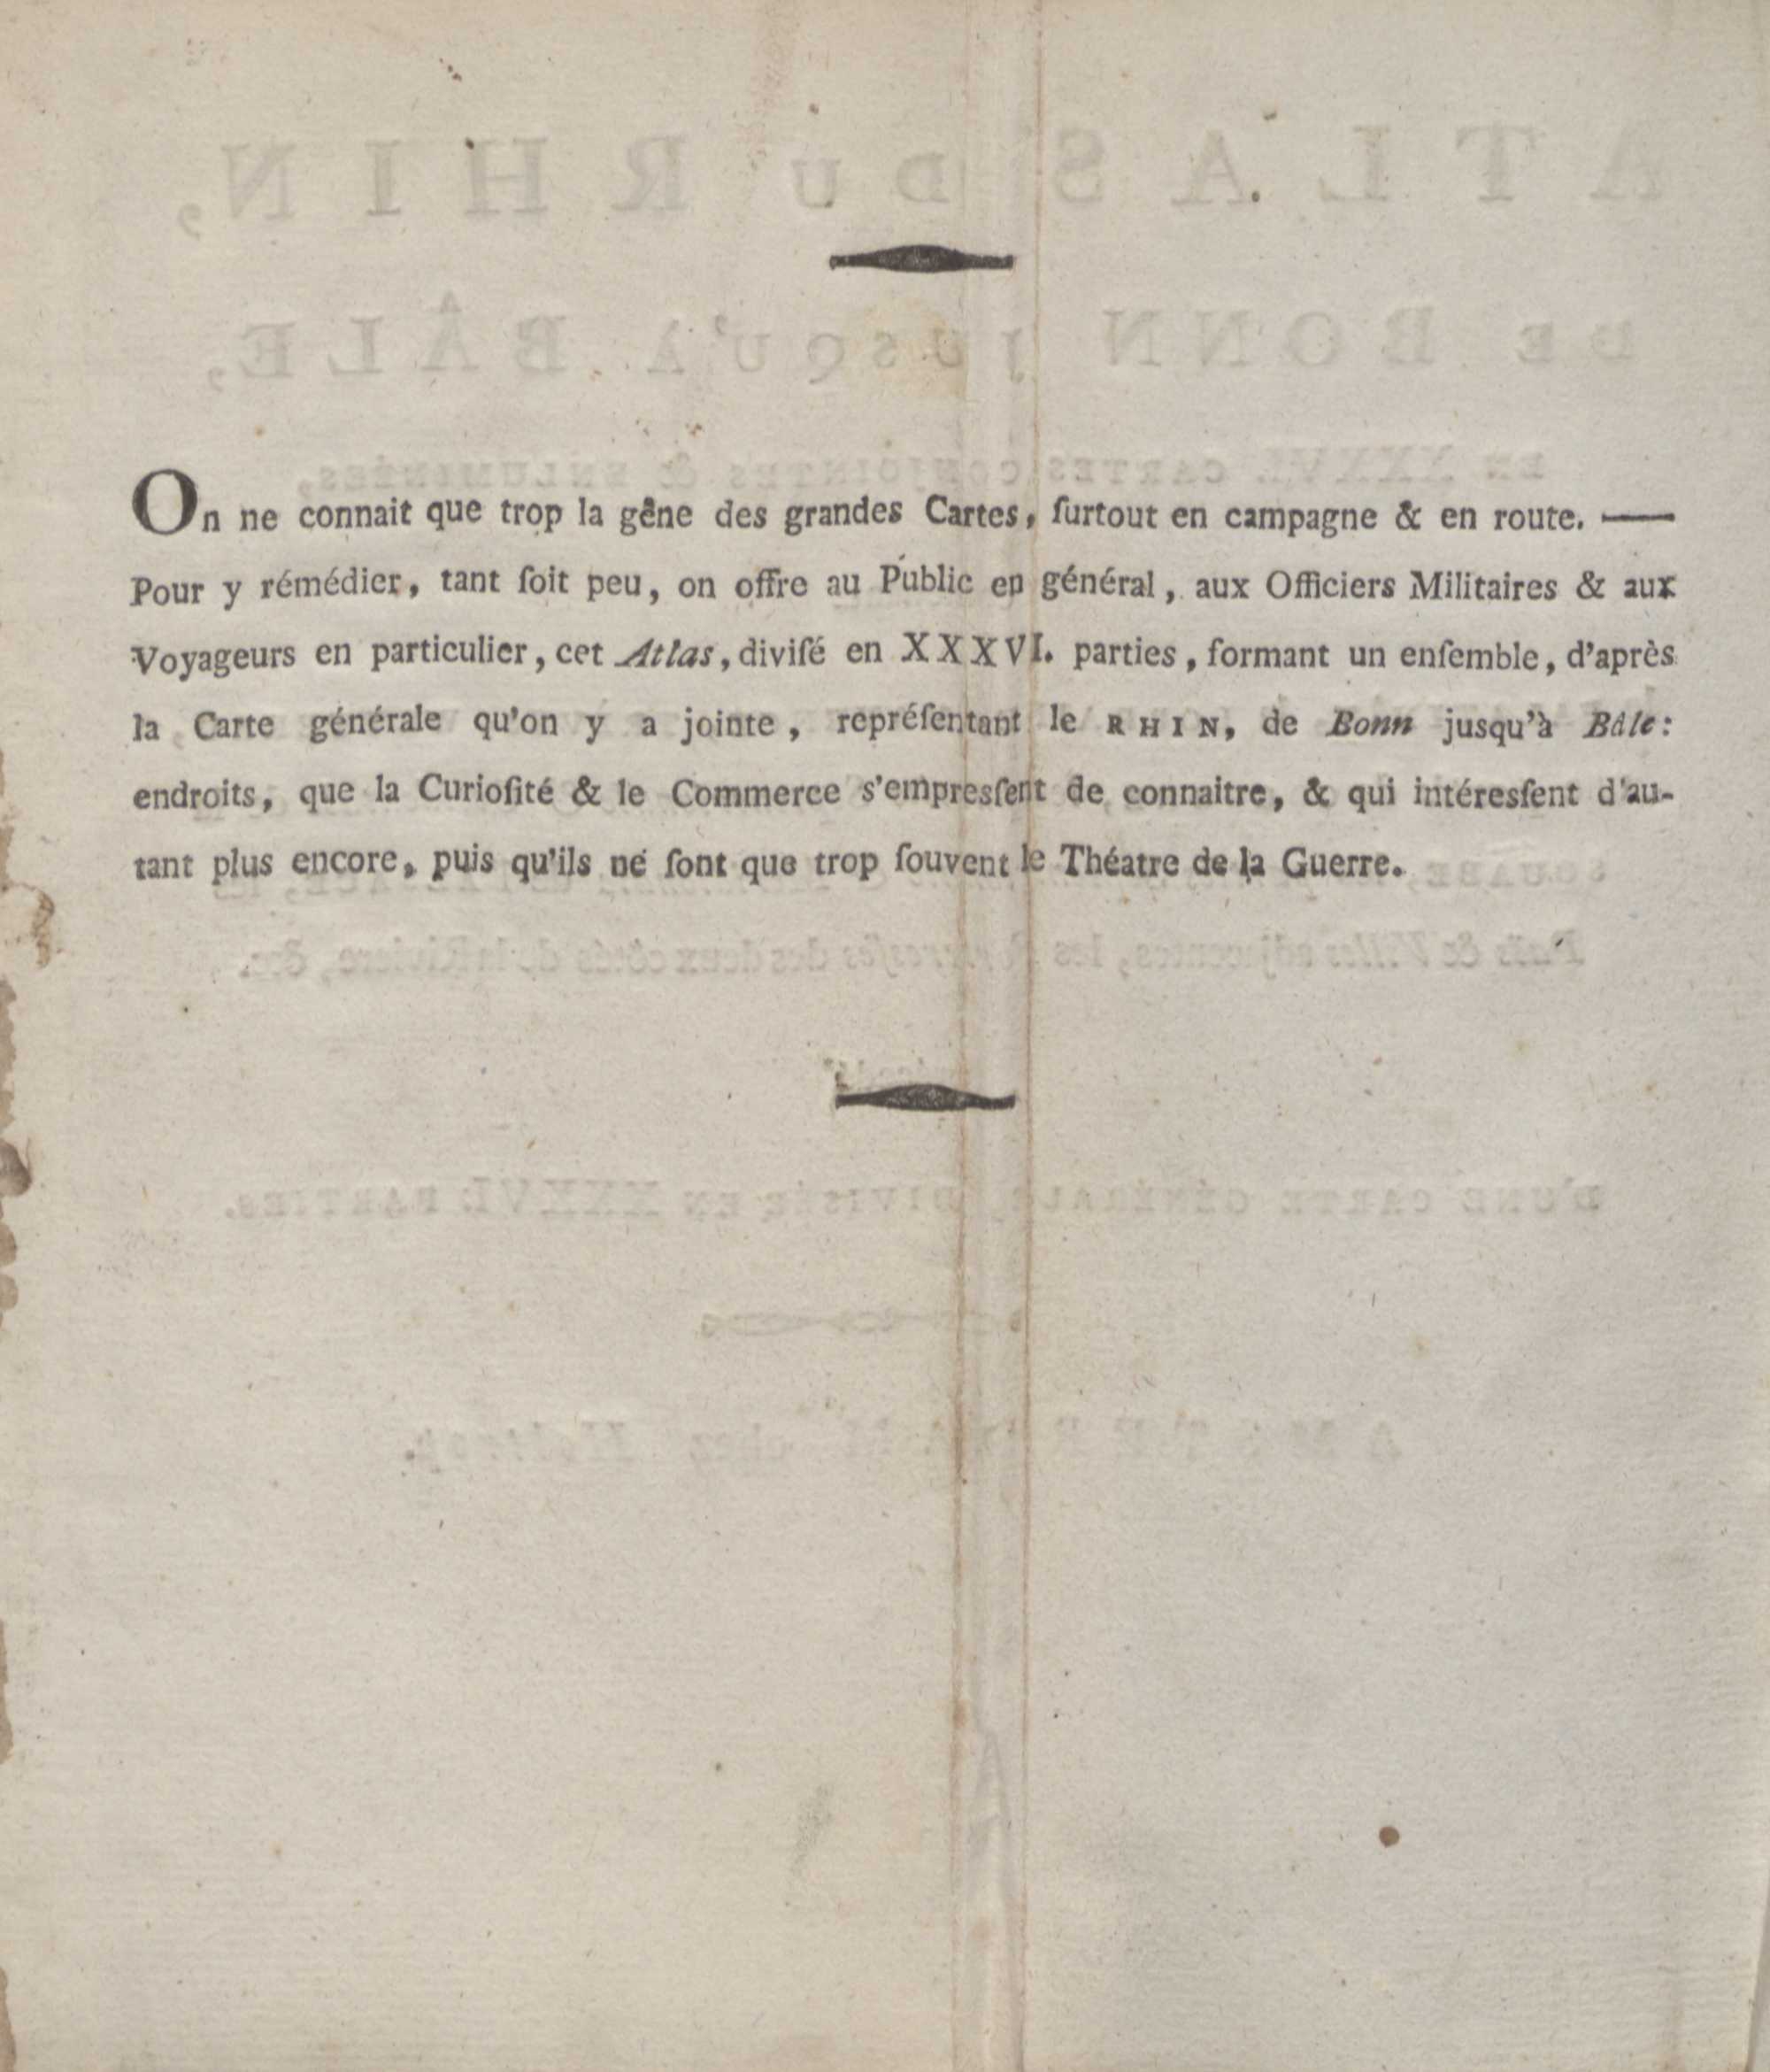 On ne connait que trop la gêne des grandes Cartes, ſurtout en campagne & en route. —
Pour y rémédier, tant ſoit peu, on offre au Public en général, aux Officiers Militaires & aux
Voyageurs en particulier, cet Atlas, diviſé en XXXVI. parties, formant un enſemble, d'après
la Carte générale qu'on y a jointe, repréſentant le RHIN, de Bonn jusqu'à Bâle:
endroits, que la Curioſité & le Commerce s'empresſent de connaitre, & qui intéresſent d'au-
tant plus encore, puis qu'ils ne ſont que trop ſouvent le Théatre de la Guerre.